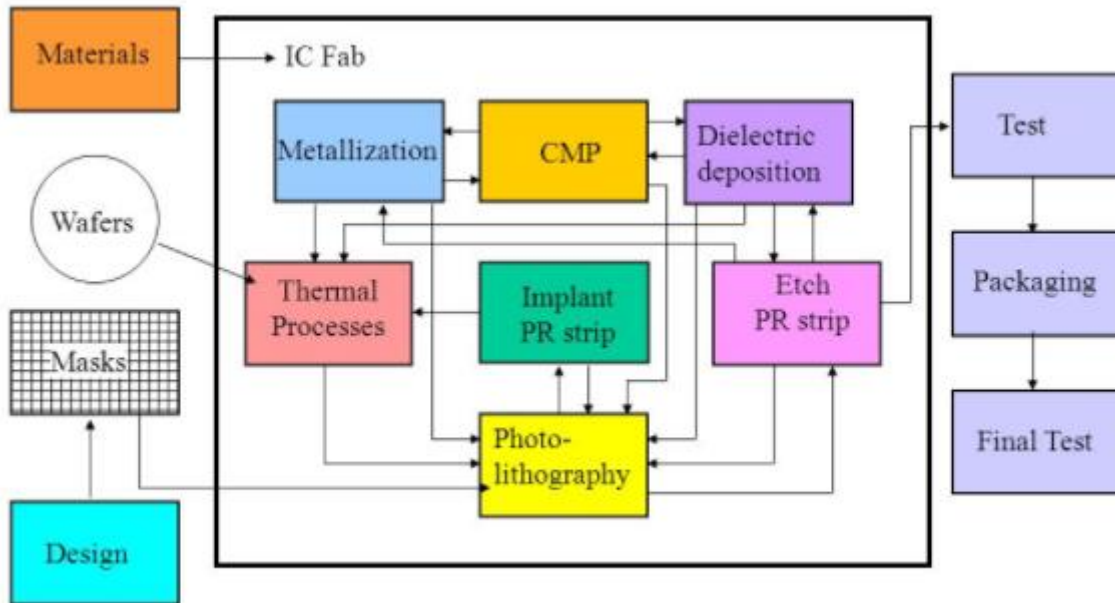 Materials
IC Fab
Metallization
CMP
Dielectric
deposition
Test
Wafers
Thermal
Processes
Implant
PR strip
Etch
PR strip
Packaging
Masks
Photo-
lithography
Final Test
Design